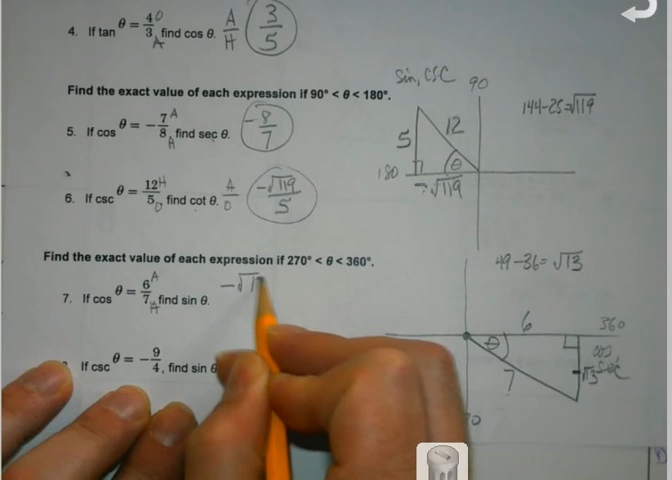 4. If tan θ = 4/3, find cos θ. O A A/H 3/5
Find the exact value of each expression if 90° < θ < 180°.
sin, CSC 90
144-25=√119
5. If cos θ = -7/8, find sec θ. A H -8/7
5 12 θ
180 -√119
6. If csc θ = 12/5, find cot θ. H O A/O -√119/5
Find the exact value of each expression if 270° < θ < 360°.
49-36=√13
7. If cos θ = 6/7, find sin θ. A H -√1
6 360
θ cos,
7 -√13 sec
If csc θ = -9/4, find sin θ